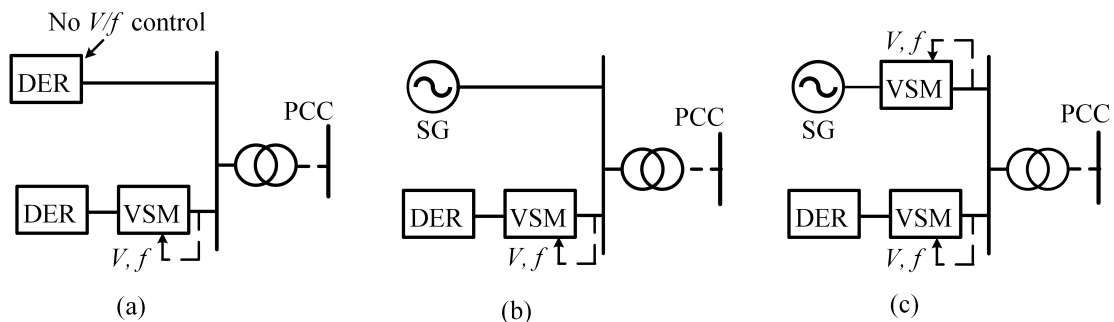 No V/f control
DER
PCC
DER
VSM
V, f
(a)
SG
PCC
DER
VSM
V, f
(b)
V, f
VSM
SG
PCC
DER
VSM
V, f
(c)